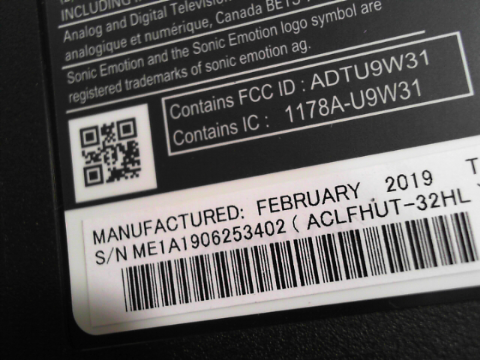 INCLUDING
Analog and Digital Television
analogique et numérique, Canada BETS
Sonic Emotion and the Sonic Emotion logo symbol are
registered trademarks of sonic emotion ag.
Contains FCC ID : ADTU9W31
Contains IC : 1178A-U9W31
MANUFACTURED: FEBRUARY 2019
S/N ME1A1906253402 ( ACLFHUT-32HL